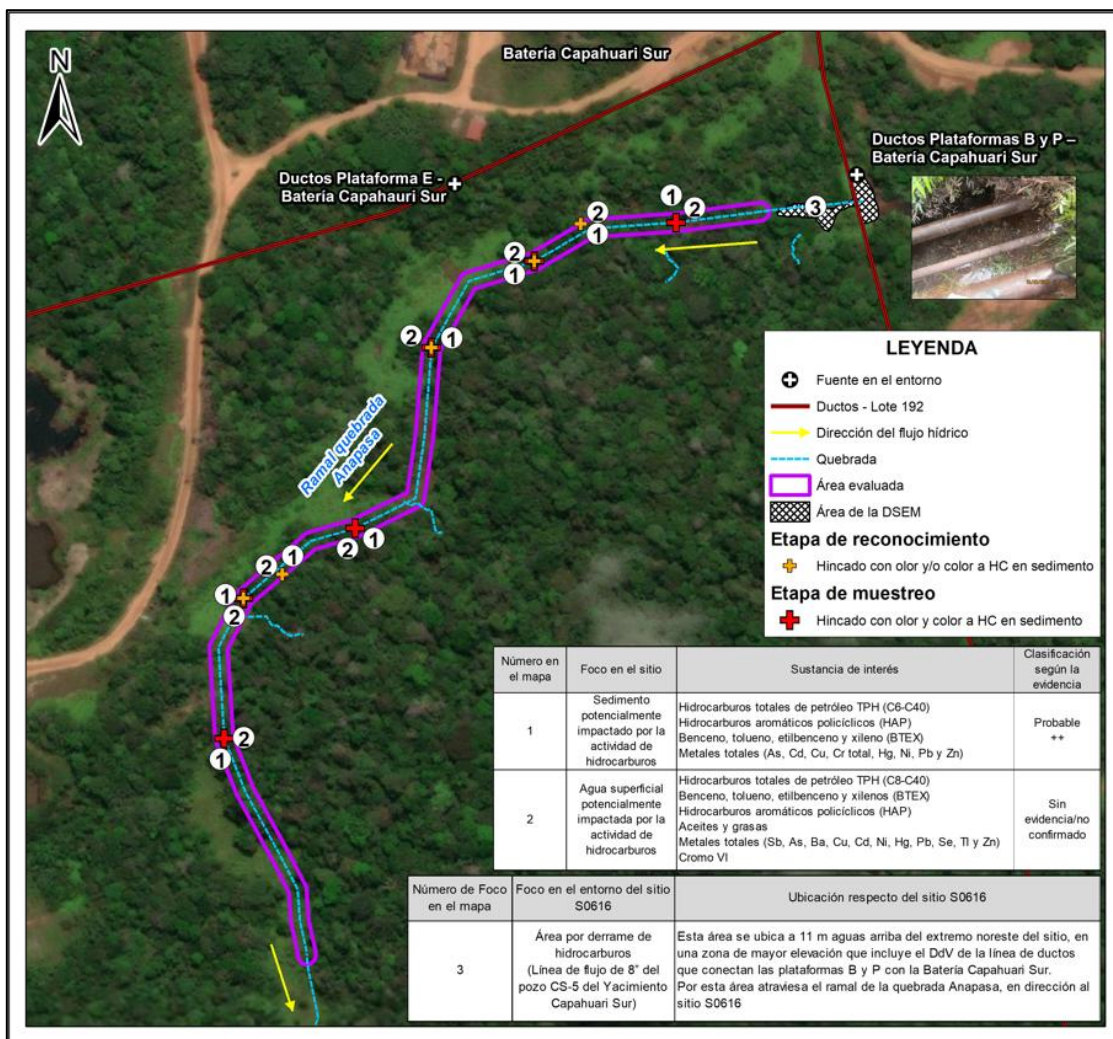 N
Batería Capahuari Sur
Ductos Plataformas B y P –
Batería Capahuari Sur
Ductos Plataforma E -
Batería Capahauri Sur
1
2
3
2
1
2
1
2
1
Ramal quebrada
Anapasa
2
1
2
1
1
2
2
1
LEYENDA
Fuente en el entorno
Ductos - Lote 192
Dirección del flujo hídrico
Quebrada
Área evaluada
Área de la DSEM
Etapa de reconocimiento
Hincado con olor y/o color a HC en sedimento
Etapa de muestreo
Hincado con olor y color a HC en sedimento
Número en
el mapa
Foco en el sitio
Sustancia de interés
Clasificación
según la
evidencia
1
Sedimento
potencialmente
impactado por la
actividad de
hidrocarburos
Hidrocarburos totales de petróleo TPH (C6-C40)
Hidrocarburos aromáticos policíclicos (HAP)
Benceno, tolueno, etilbenceno y xileno (BTEX)
Metales totales (As, Cd, Cu, Cr total, Hg, Ni, Pb y Zn)
Probable
++
2
Agua superficial
potencialmente
impactada por la
actividad de
hidrocarburos
Hidrocarburos totales de petróleo TPH (C8-C40)
Benceno, tolueno, etilbenceno y xilenos (BTEX)
Hidrocarburos aromáticos policíclicos (HAP)
Aceites y grasas
Metales totales (Sb, As, Ba, Cu, Cd, Ni, Hg, Pb, Se, Tl y Zn)
Cromo VI
Sin
evidencia/no
confirmado
Número de Foco
en el mapa
Foco en el entorno del sitio
S0616
Ubicación respecto del sitio S0616
3
Área por derrame de
hidrocarburos
(Línea de flujo de 8" del
pozo CS-5 del Yacimiento
Capahuari Sur)
Esta área se ubica a 11 m aguas arriba del extremo noreste del sitio, en
una zona de mayor elevación que incluye el DdV de la línea de ductos
que conectan las plataformas B y P con la Batería Capahuari Sur.
Por esta área atraviesa el ramal de la quebrada Anapasa, en dirección al
sitio S0616